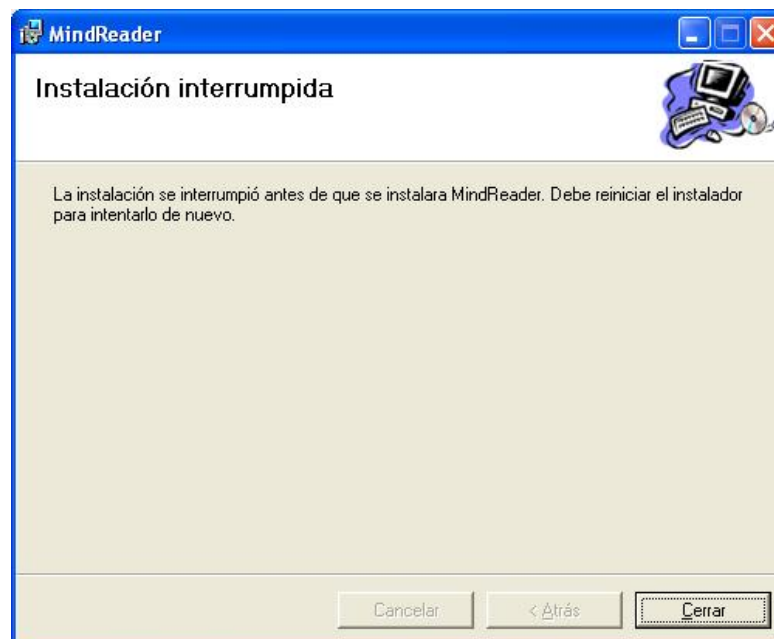 MindReader
Instalación interrumpida
La instalación se interrumpió antes de que se instalara MindReader. Debe reiniciar el instalador
para intentarlo de nuevo.
Cancelar
< Atrás
Cerrar